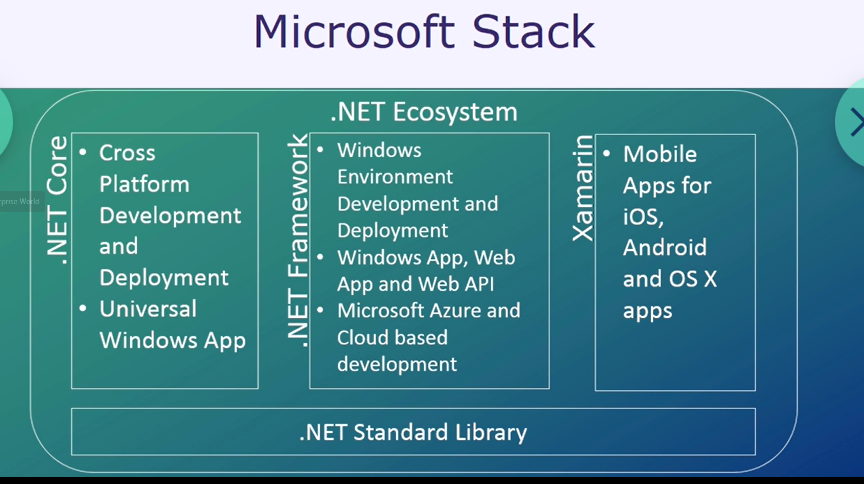 Microsoft Stack
.NET Ecosystem
.NET Core
• Cross
Platform
Development
and
Deployment
• Universal
Windows App
.NET Framework
• Windows
Environment
Development and
Deployment
• Windows App, Web
App and Web API
• Microsoft Azure and
Cloud based
development
Xamarin
• Mobile
Apps for
iOS,
Android
and OS X
apps
.NET Standard Library
rprise World